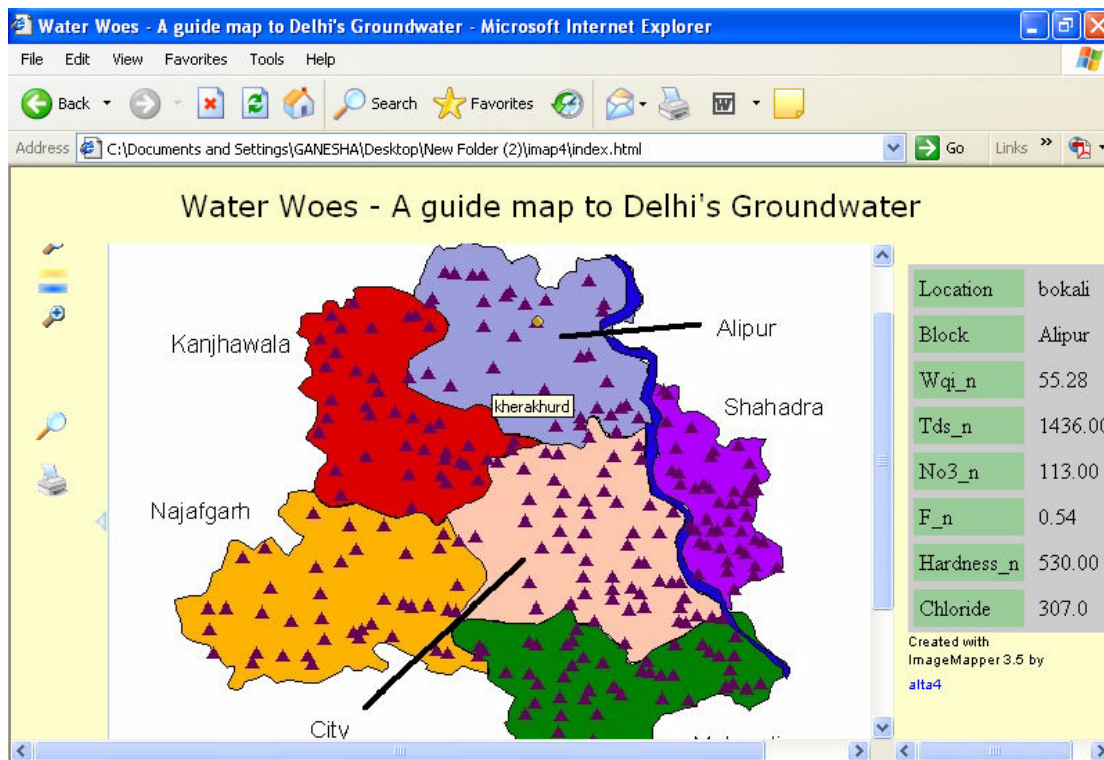 Water Woes - A guide map to Delhi's Groundwater - Microsoft Internet Explorer
File Edit View Favorites Tools Help
Back Search Favorites
Address C:\Documents and Settings\GANESHA\Desktop\New Folder (2)\imap4\index.html Go Links »
Water Woes - A guide map to Delhi's Groundwater
Kanjhawala
Alipur
kherakhurd
Shahadra
Najafgarh
City
Location bokali
Block Alipur
Wqi_n 55.28
Tds_n 1436.00
No3_n 113.00
F_n 0.54
Hardness_n 530.00
Chloride 307.0
Created with
ImageMapper 3.5 by
alta4